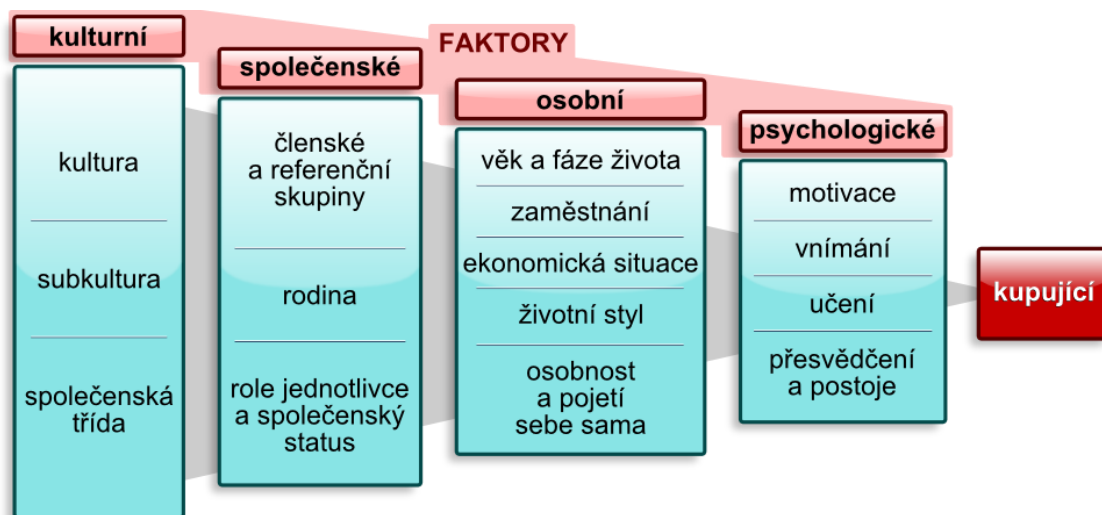 FAKTORY
kulturní
kultura
subkultura
společenská
třída
společenské
členské
a referenční
skupiny
rodina
role jednotlivce
a společenský
status
osobní
věk a fáze života
zaměstnání
ekonomická situace
životní styl
osobnost
a pojetí
sebe sama
psychologické
motivace
vnímání
učení
přesvědčení
a postoje
kupující